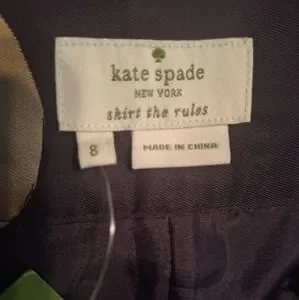 kate spade
NEW YORK
skirt the rules
8
MADE IN CHINA